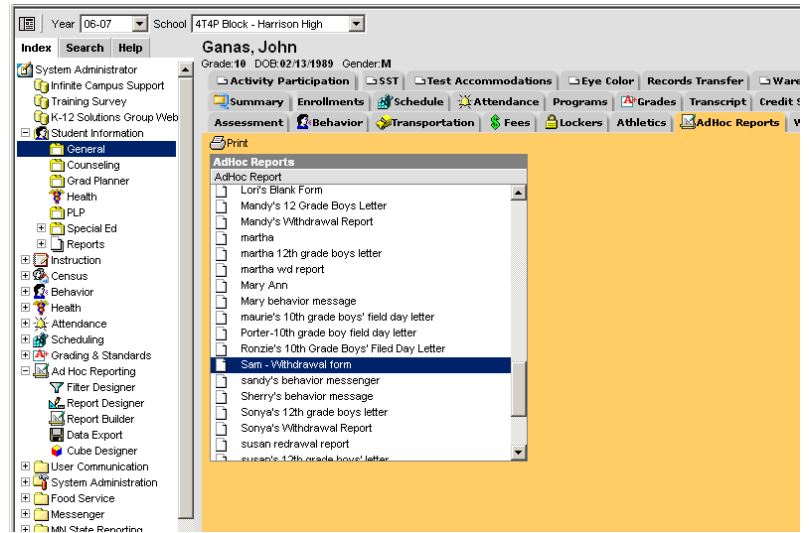 Year 06-07 School 4T4P Block - Harrison High
Index Search Help
Ganas, John
Grade:10 DOB:02/13/1989 Gender:M
Activity Participation SST Test Accommodations Eye Color Records Transfer
Summary Enrollments Schedule Attendance Programs Grades Transcript Credit
Assessment Behavior Transportation Fees Lockers Athletics AdHoc Reports
System Administrator
Infinite Campus Support
Training Survey
K-12 Solutions Group Web
Student Information
General
Counseling
Grad Planner
Health
PLP
Special Ed
Reports
Instruction
Census
Behavior
Health
Attendance
Scheduling
Grading & Standards
Ad Hoc Reporting
Filter Designer
Report Designer
Report Builder
Data Export
Cube Designer
User Communication
System Administration
Food Service
Messenger
MN State Reporting
Print
AdHoc Reports
AdHoc Report
Lori's Blank Form
Mandy's 12 Grade Boys Letter
Mandy's Withdrawal Report
martha
martha 12th grade boys letter
martha wd report
Mary Ann
Mary behavior message
maurie's 10th grade boys' field day letter
Porter-10th grade boy field day letter
Ronzie's 10th Grade Boys' Filed Day Letter
Sam - Withdrawal form
sandy's behavior messenger
Sherry's behavior message
Sonya's 12th grade boys letter
Sonya's Withdrawal Report
susan redrawal report
susan's 12th grade boys' letter